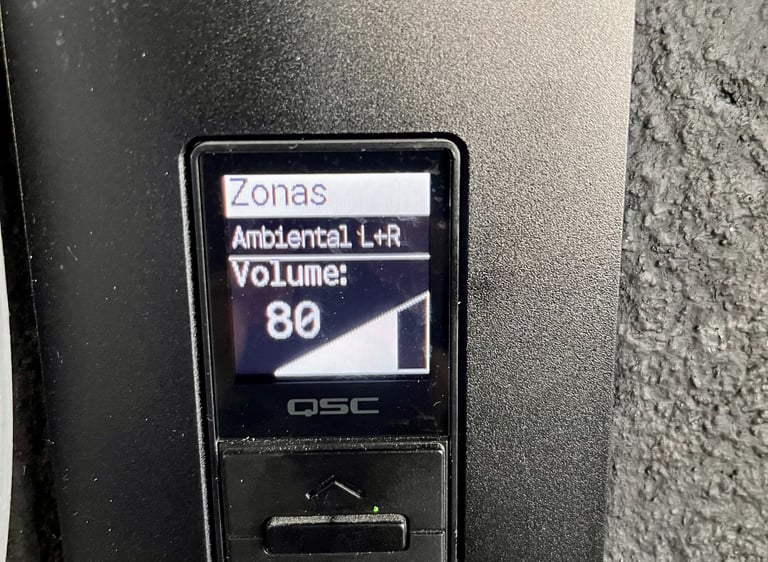 Zonas
Ambiental L+R
Volume:
80
QSC